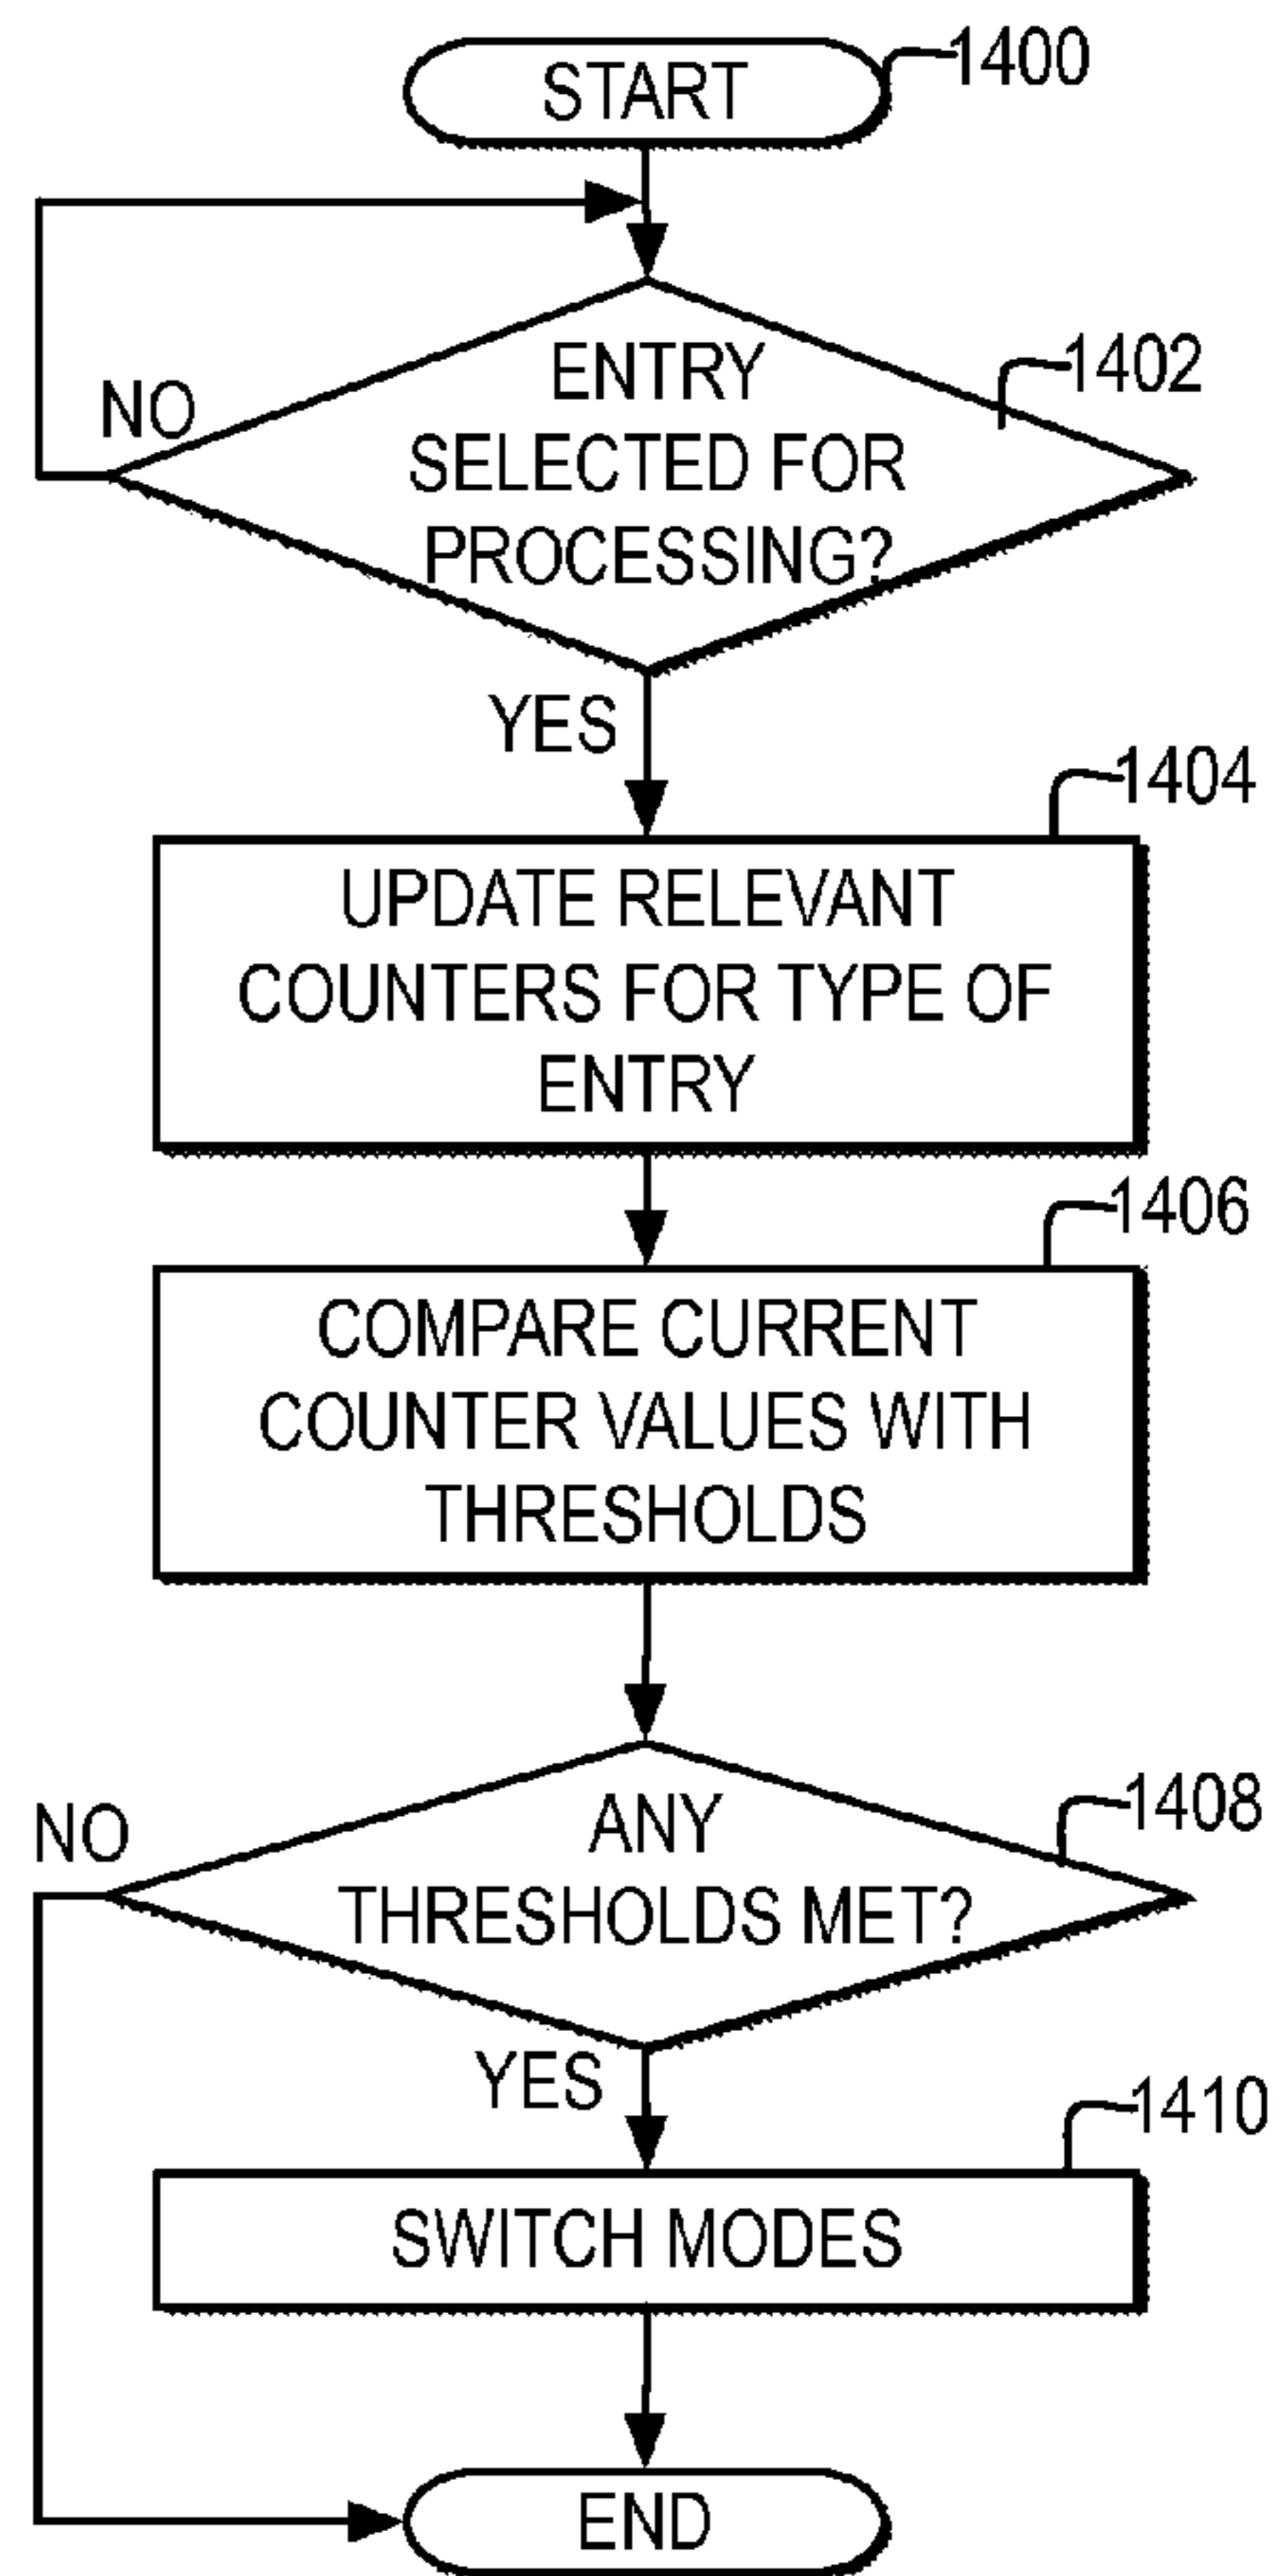 START
1400
ENTRY
1402
NO
SELECTED FOR
PROCESSING?
YES
1404
UPDATE RELEVANT
COUNTERS FOR TYPE OF
ENTRY
1406
COMPARE CURRENT
COUNTER VALUES WITH
THRESHOLDS
1408
ANY
NO
THRESHOLDS MET?
YES
1410
SWITCH MODES
END